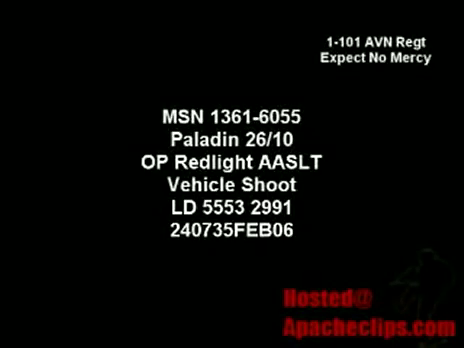 1-101 AVN Regt
Expect No Mercy
MSN 1361-6055
Paladin 26/10
OP Redlight AASLT
Vehicle Shoot
LD 5553 2991
240735FEB06
Hosted@
Apacheclips.com